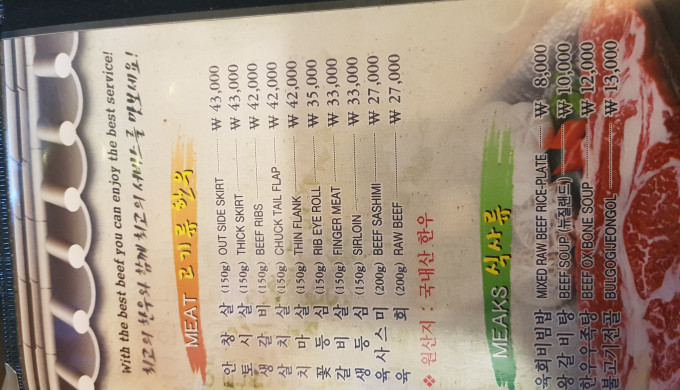 With the best beef you can enjoy the best service!
최고의 한우와 함께 최고의 서비스를 맛보세요!
MEAT 고기류 한우
안 창 살 (150g) OUT SIDE SKIRT ₩ 43,000
토 시 살 (150g) THICK SKIRT ₩ 43,000
생 갈 비 (150g) BEEF RIBS ₩ 42,000
살 치 살 (150g) CHUCK TAIL FLAP ₩ 42,000
치 마 살 (150g) THIN FLANK ₩ 42,000
꽃 등 심 (150g) RIB EYE ROLL ₩ 35,000
갈 비 살 (150g) FINGER MEAT ₩ 33,000
생 등 심 (150g) SIRLOIN ₩ 33,000
육 사 스 미 (200g) BEEF SASHIMI ₩ 27,000
육 회 (200g) RAW BEEF ₩ 27,000
❖ 원산지 : 국내산 한우
MEAKS 식사류
육회비빔밥 MIXED RAW BEEF RICE-PLATE ₩ 8,000
왕 갈 비 탕 BEEF SOUP (뉴질랜드) ₩ 10,000
한우우족탕 BEEF OX BONE SOUP ₩ 12,000
불고기전골 BULGOGIJEONGOL ₩ 13,000